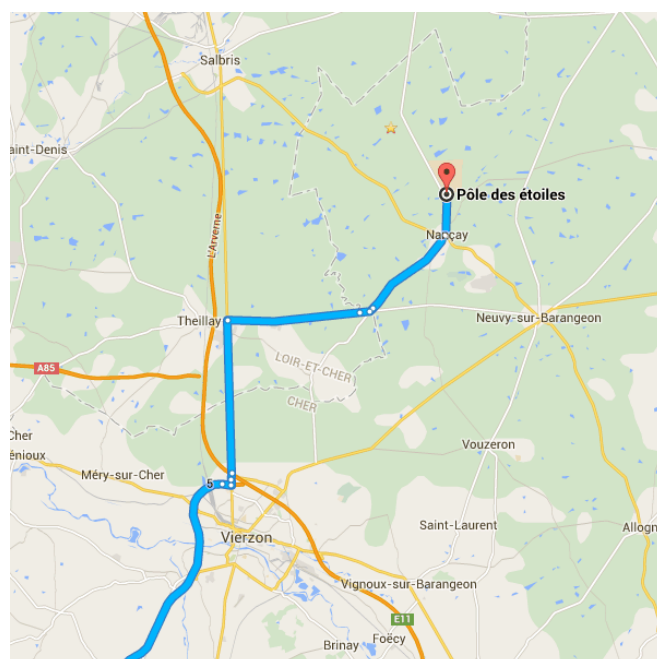 Salbris
aint-Denis
Pôle des étoiles
L'Arverne
Nançay
Theillay
Neuvy-sur-Barangeon
LOIR-ET-CHER
A85
CHER
Cher
énioux
Vouzeron
Méry-sur-Cher
5
Saint-Laurent
Allogn
Vierzon
Vignoux-sur-Barangeon
E11
Foëcy
Brinay